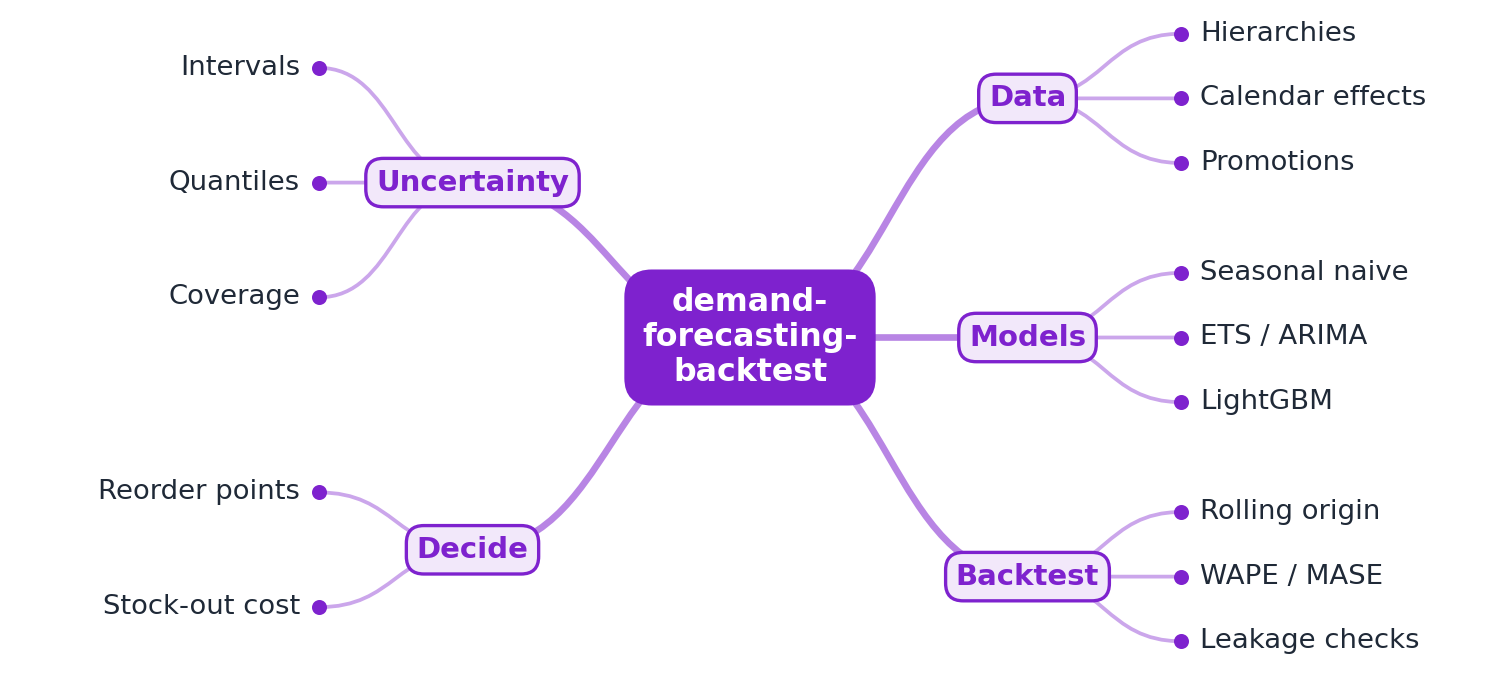 demand-
forecasting-
backtest
Data
Hierarchies
Calendar effects
Promotions
Models
Seasonal naive
ETS / ARIMA
LightGBM
Backtest
Rolling origin
WAPE / MASE
Leakage checks
Uncertainty
Intervals
Quantiles
Coverage
Decide
Reorder points
Stock-out cost